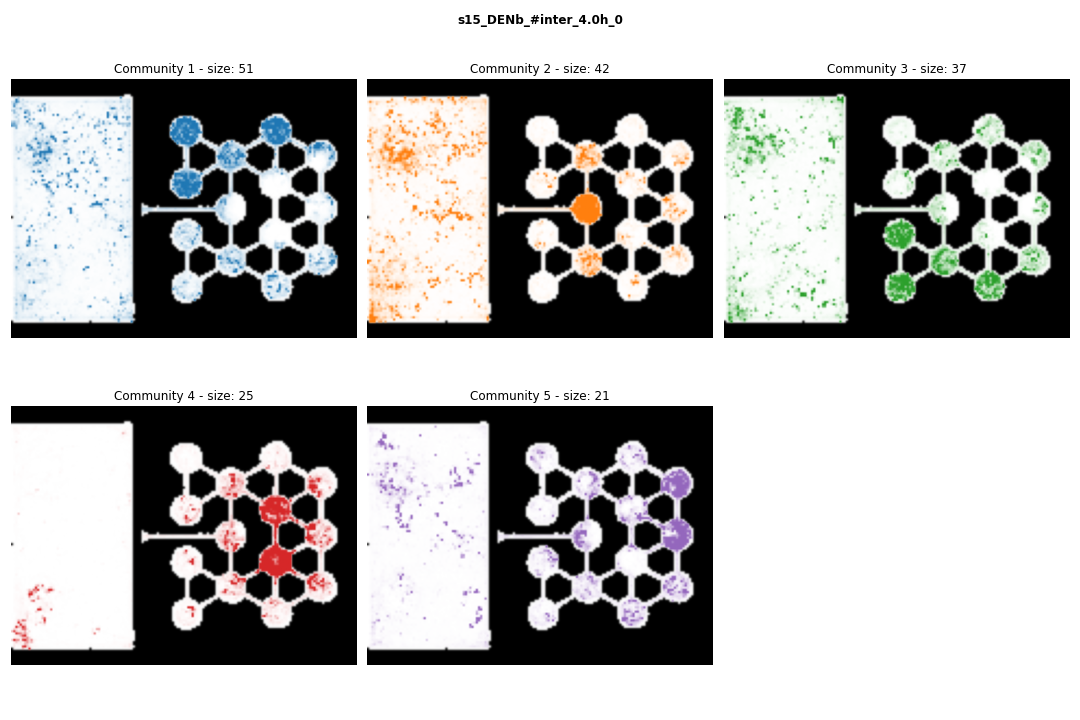 s15_DENb_#inter_4.0h_0
Community 1 - size: 51
Community 2 - size: 42
Community 3 - size: 37
Community 4 - size: 25
Community 5 - size: 21